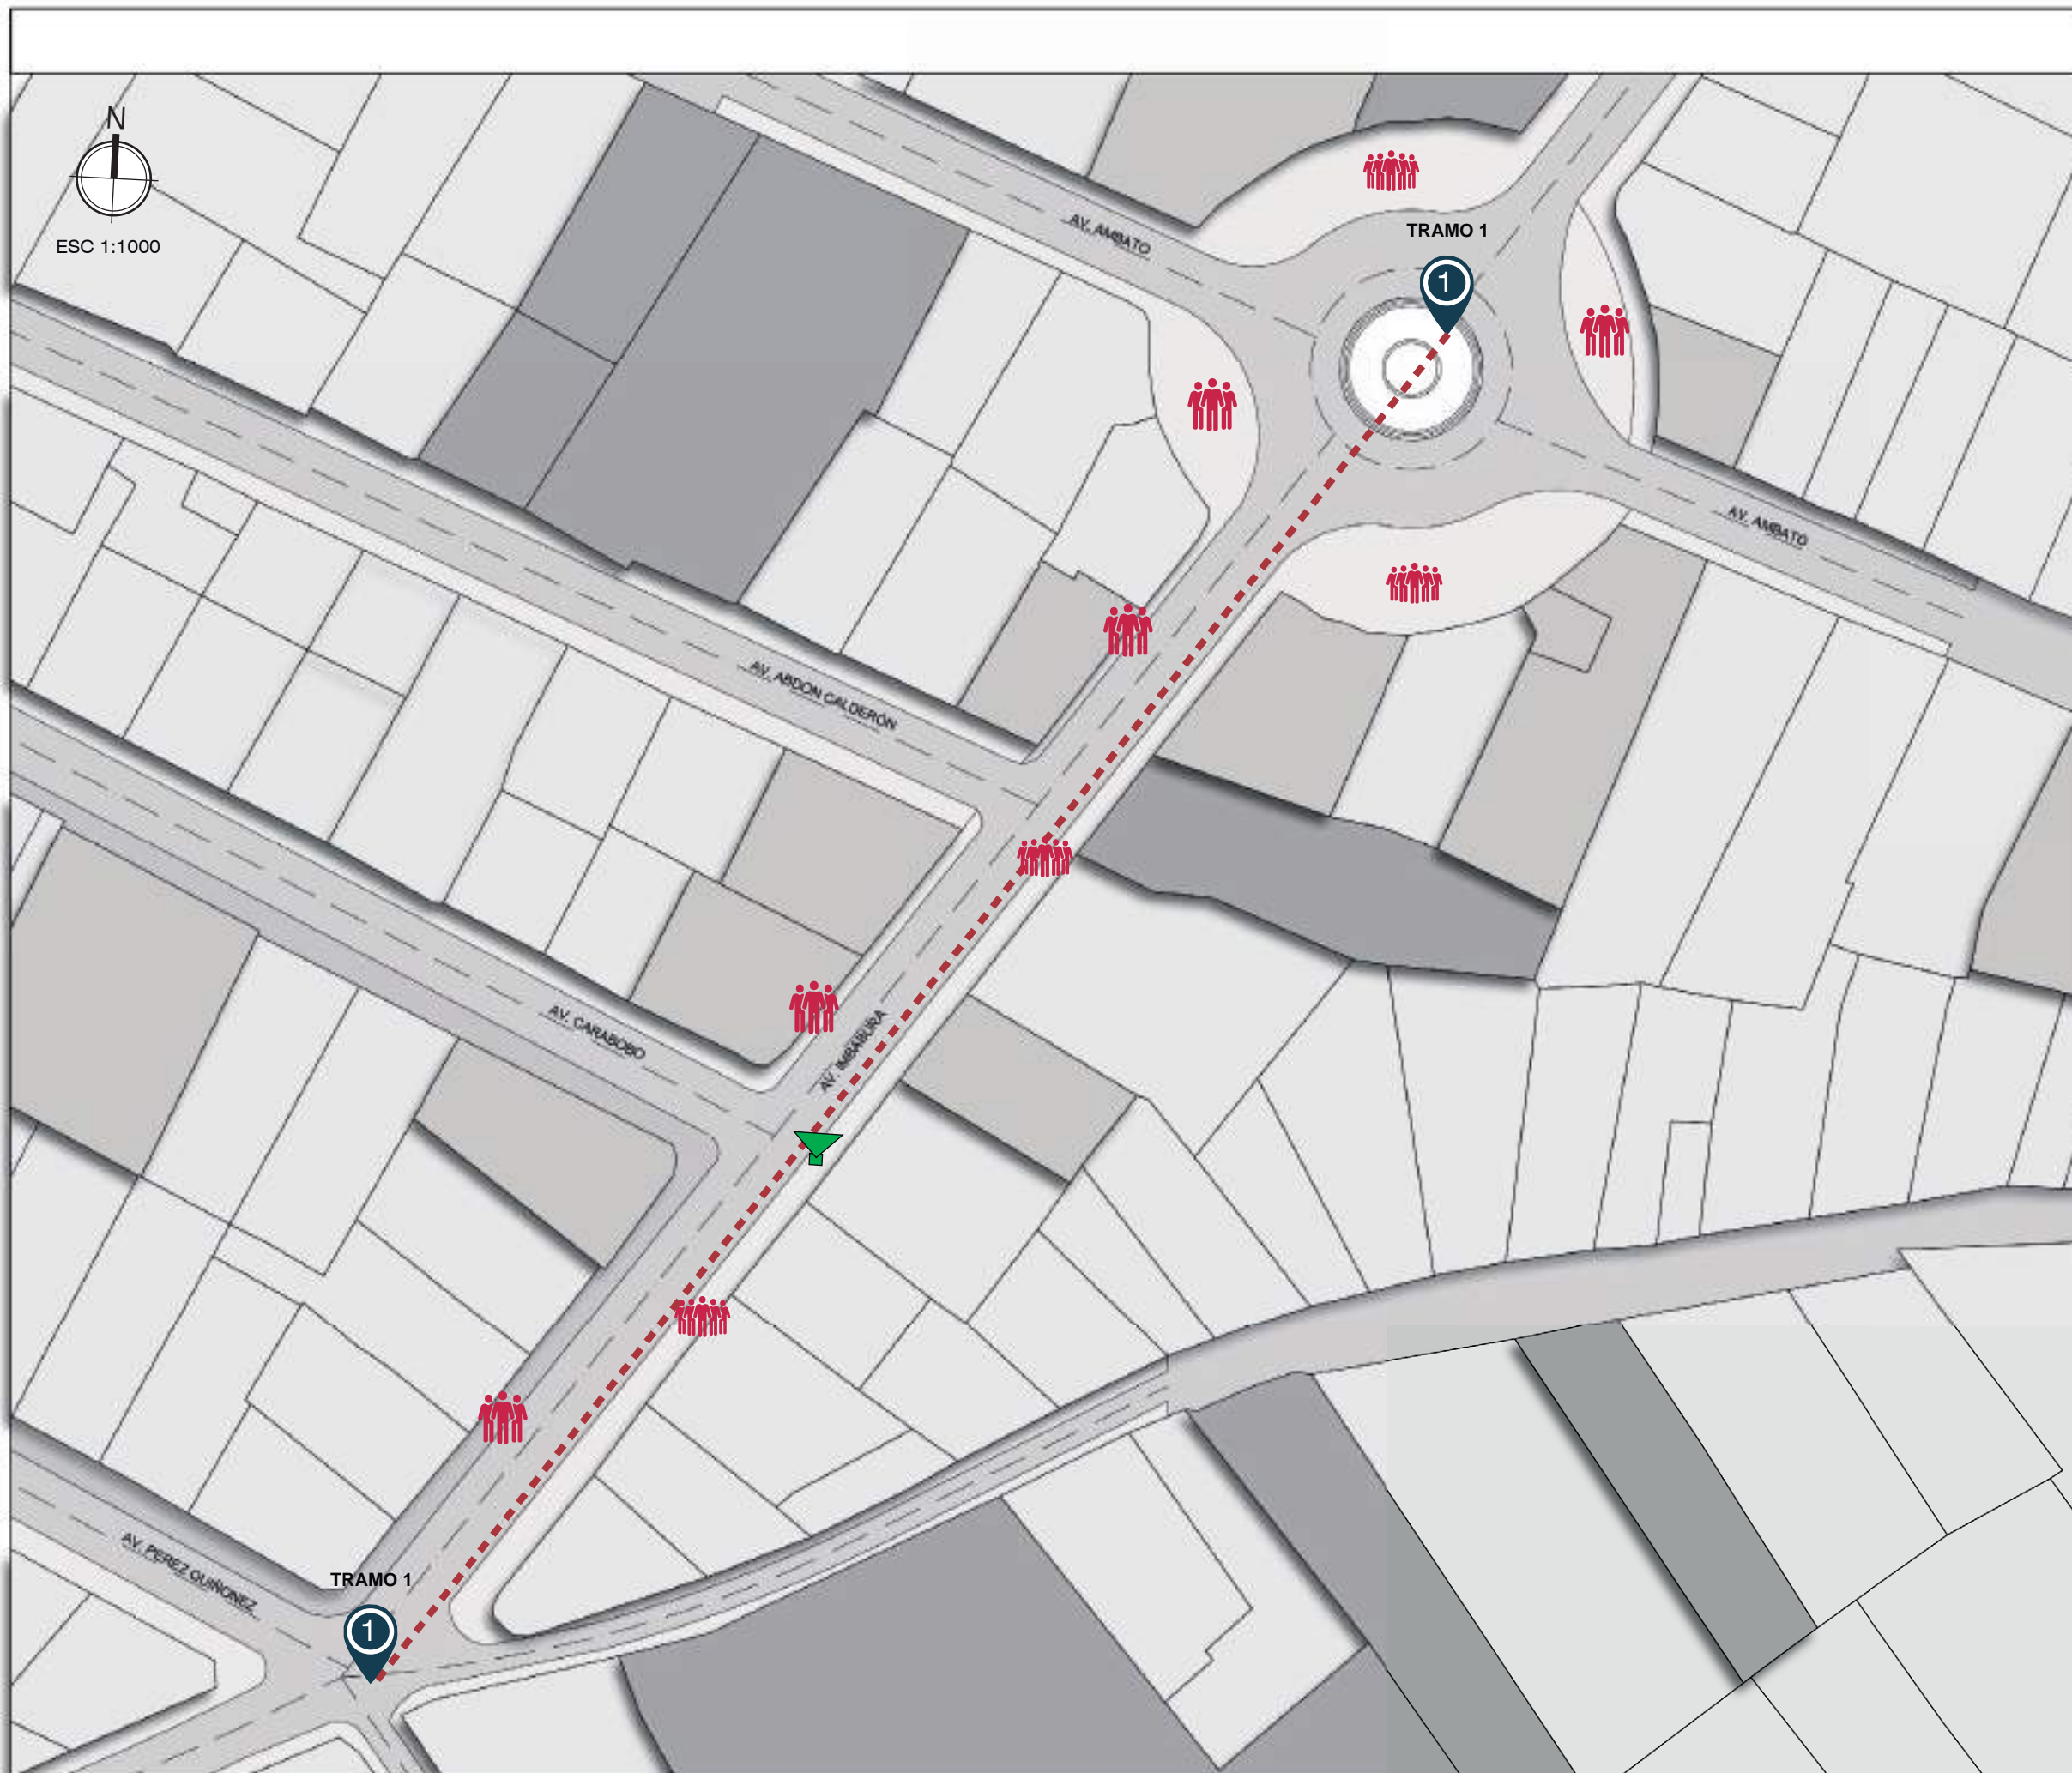 N
ESC 1:1000
AV. AMBATO
TRAMO 1
1
AV. AMBATO
AV. ABDON CALDERÓN
AV. CARABOBO
AV. IMBABURA
AV. PEREZ QUIÑONEZ
TRAMO 1
1